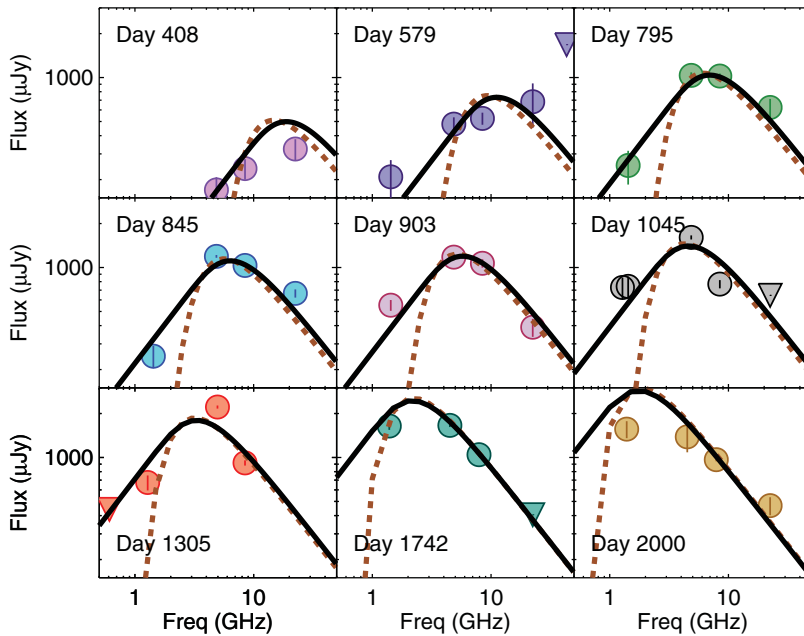 Day 408
Day 579
Day 795
Flux (μJy)
1000
Day 845
Day 903
Day 1045
Flux (μJy)
1000
Flux (μJy)
1000
Day 1305
Day 1742
Day 2000
1 10 1 10 1 10
Freq (GHz) Freq (GHz) Freq (GHz)